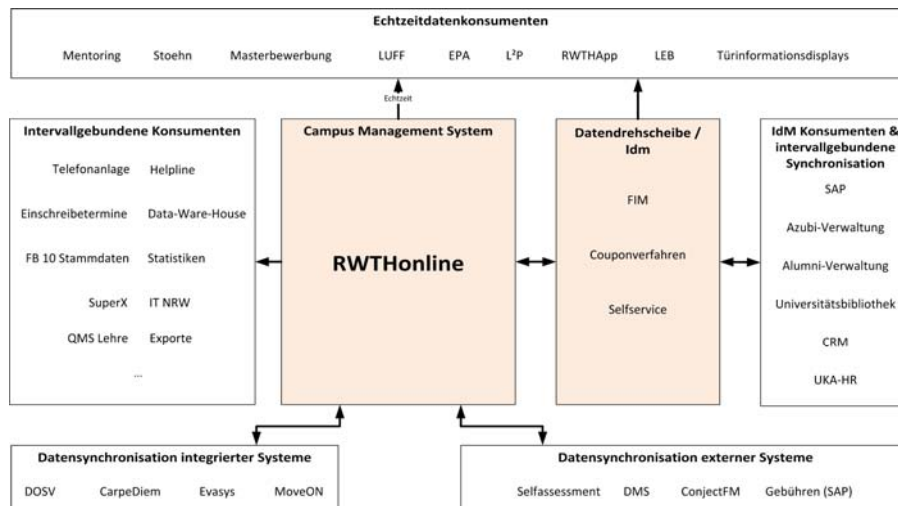 Echtzeitdatenkonsumenten
Mentoring Stoehn Masterbewerbung LUFF EPA L²P RWTHApp LEB Türinformationsdisplays
Echtzeit
Intervallgebundene Konsumenten
Telefonanlage Helpline
Einschreibetermine Data-Ware-House
FB 10 Stammdaten Statistiken
SuperX IT NRW
QMS Lehre Exporte
...
Campus Management System
RWTHonline
Datendrehscheibe /
Idm
FIM
Couponverfahren
Selfservice
IdM Konsumenten &
intervallgebundene
Synchronisation
SAP
Azubi-Verwaltung
Alumni-Verwaltung
Universitätsbibliothek
CRM
UKA-HR
Datensynchronisation integrierter Systeme
DOSV CarpeDiem Evasys MoveON
Datensynchronisation externer Systeme
Selfassessment DMS ConjectFM Gebühren (SAP)